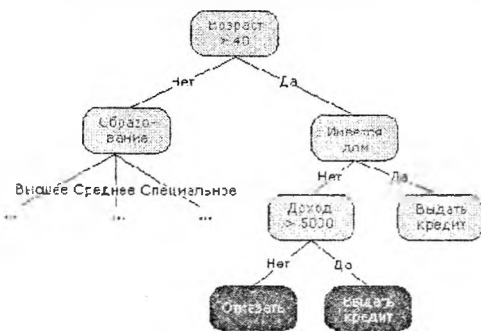 Возраст
> 40
Нет
Да
Образо-
вание
Имеется
дом
Высшее Среднее Специальное
Нет
Да
...
...
...
Доход
> 5000
Выдать
кредит
Нет
Да
Отказать
Выдать
кредит